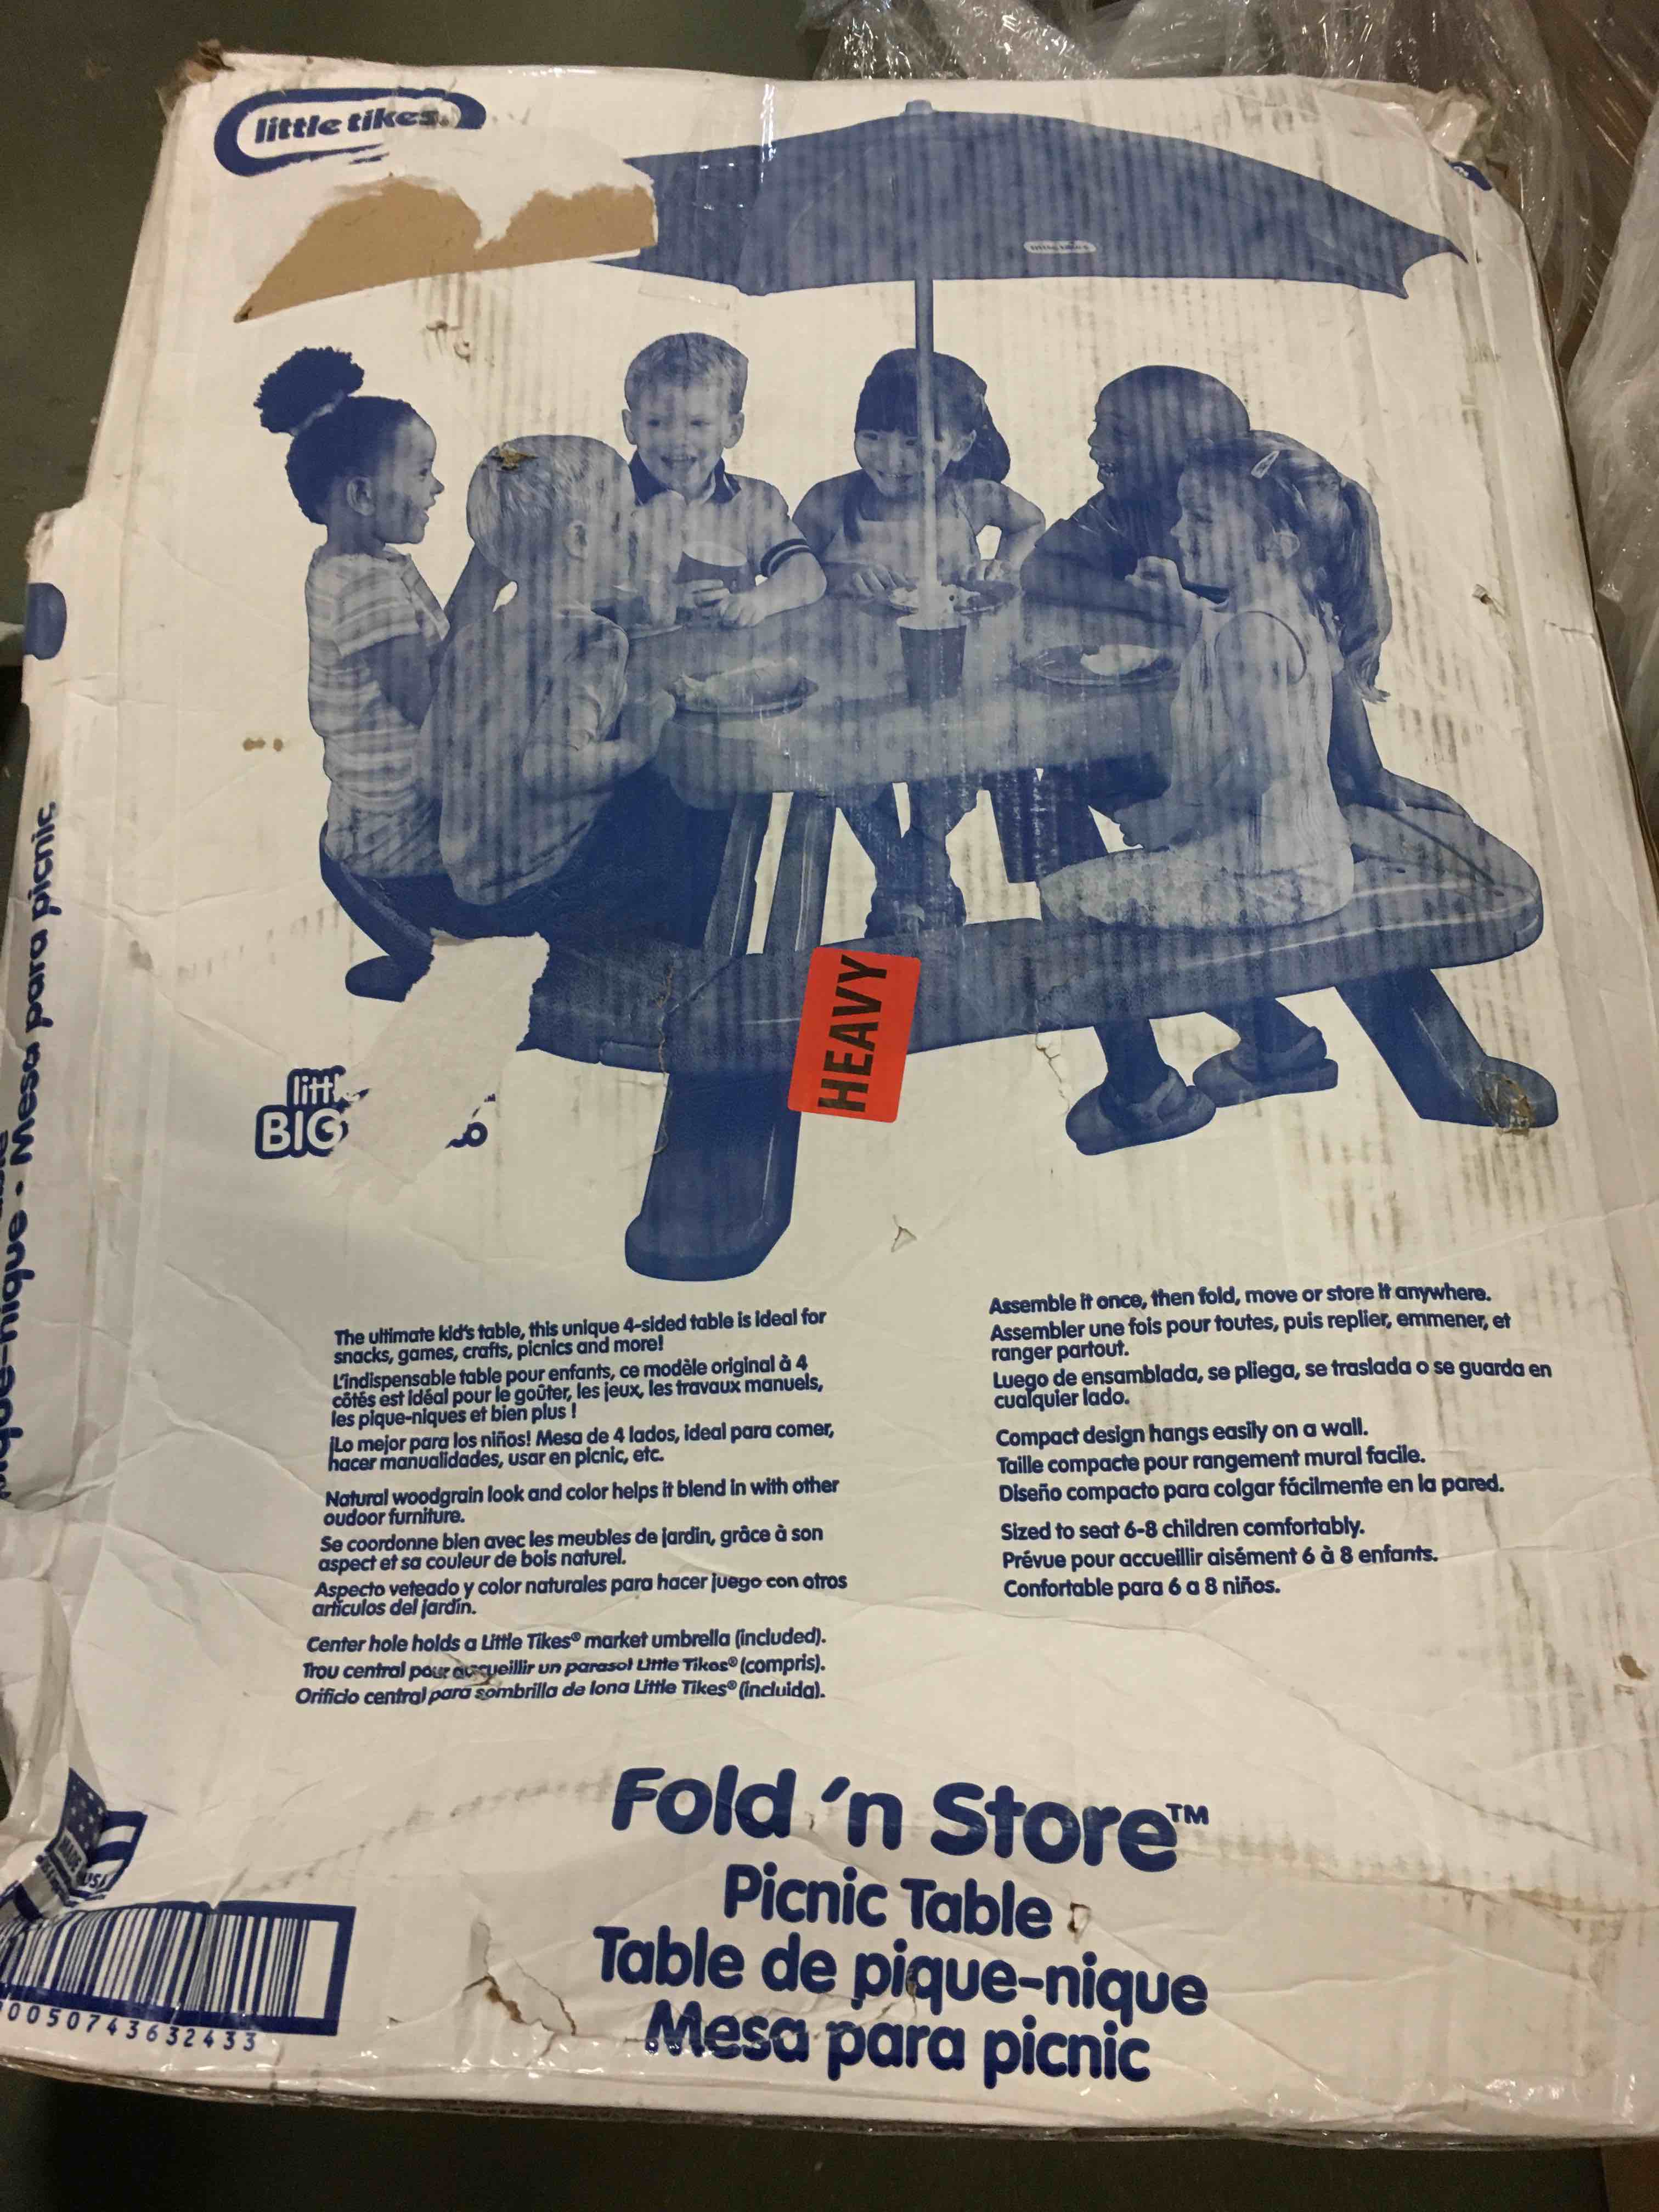 little tikes
little tikes
HEAVY
littl
BIG
The ultimate kid's table, this unique 4-sided table is ideal for
snacks, games, crafts, picnics and more!
L'indispensable table pour enfants, ce modèle original à 4
côtés est idéal pour le goûter, les jeux, les travaux manuels,
les pique-niques et bien plus !
¡Lo mejor para los niños! Mesa de 4 lados, ideal para comer,
hacer manualidades, usar en picnic, etc.
Natural woodgrain look and color helps it blend in with other
oudoor furniture.
Se coordonne bien avec les meubles de jardin, grâce à son
aspect et sa couleur de bois naturel.
Aspecto veteado y color naturales para hacer juego con otros
artículos del jardín.
Center hole holds a Little Tikes® market umbrella (included).
Trou central pour accueillir un parasol Little Tikes® (compris).
Orificio central para sombrilla de lona Little Tikes® (incluida).
Assemble it once, then fold, move or store it anywhere.
Assembler une fois pour toutes, puis replier, emmener, et
ranger partout.
Luego de ensamblada, se pliega, se traslada o se guarda en
cualquier lado.
Compact design hangs easily on a wall.
Taille compacte pour rangement mural facile.
Diseño compacto para colgar fácilmente en la pared.
Sized to seat 6-8 children comfortably.
Prévue pour accueillir aisément 6 à 8 enfants.
Confortable para 6 a 8 niños.
Fold 'n Store™
Picnic Table
Table de pique-nique
Mesa para picnic
MADE
USA
0050743632433
pique-nique • Mesa para picnic